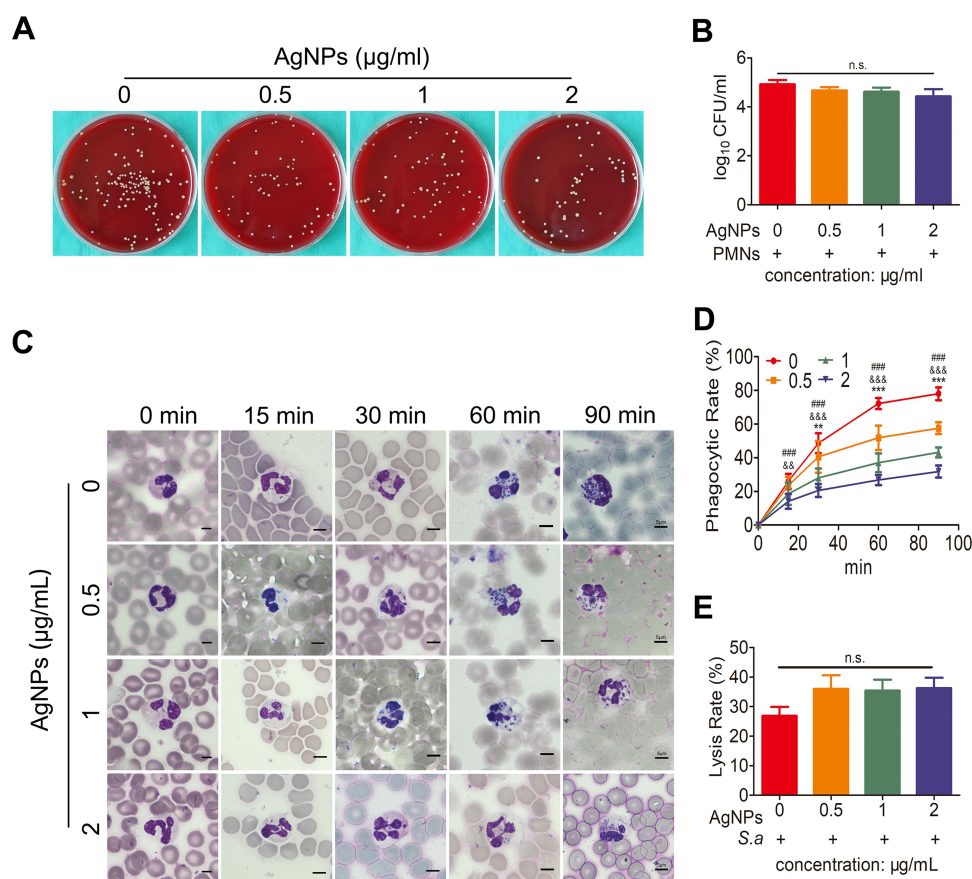 A
AgNPs (µg/ml)
0 0.5 1 2
B
n.s.
6
4
2
0
log10 CFU/ml
AgNPs 0 0.5 1 2
PMNs + + + +
concentration: µg/ml
C
0 min 15 min 30 min 60 min 90 min
AgNPs (µg/mL)
0
0.5
1
2
5µm
5µm
5µm
5µm
D
Phagocytic Rate (%)
100
80
60
40
20
0
0 1
0.5 2
###
&&
###
&&&
**
###
&&&
***
###
&&&
***
0 20 40 60 80 100
min
E
n.s.
Lysis Rate (%)
50
40
30
20
10
0
AgNPs 0 0.5 1 2
S.a + + + +
concentration: µg/mL